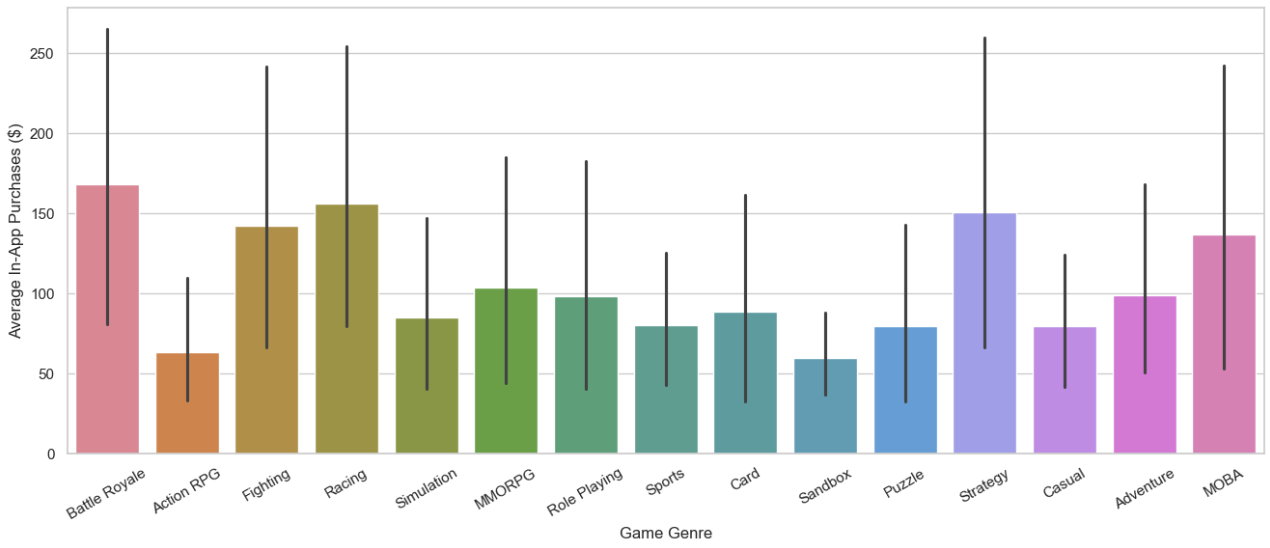 Average In-App Purchases ($)
250
200
150
100
50
0
Battle Royale
Action RPG
Fighting
Racing
Simulation
MMORPG
Role Playing
Sports
Card
Sandbox
Puzzle
Strategy
Casual
Adventure
MOBA
Game Genre